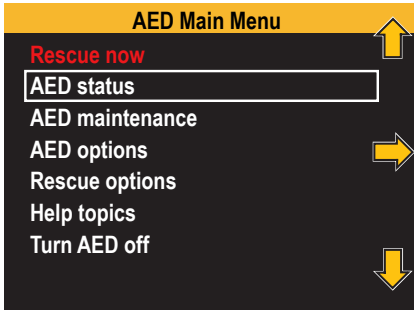 AED Main Menu
Rescue now
AED status
AED maintenance
AED options
Rescue options
Help topics
Turn AED off